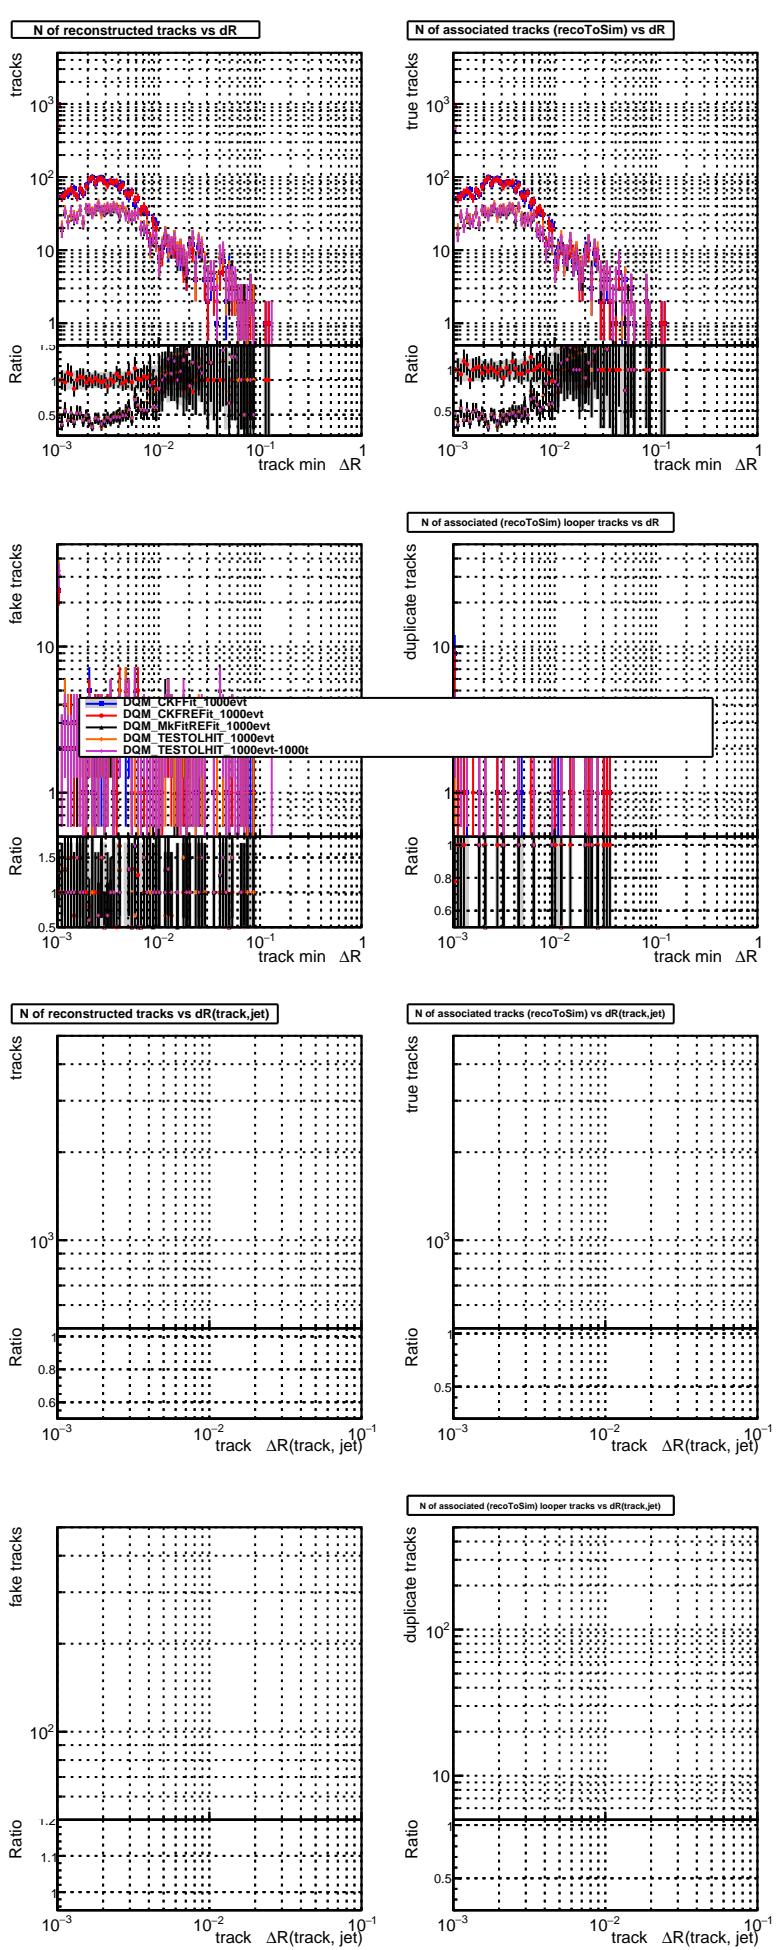 N of reconstructed tracks vs dR
tracks
10³
10²
10
1
Ratio
1.5
1
0.5
10⁻³ 10⁻² 10⁻¹ 1
track min ΔR
N of associated tracks (recoToSim) vs dR
true tracks
10³
10²
10
1
Ratio
1
0.5
10⁻³ 10⁻² 10⁻¹ 1
track min ΔR
fake tracks
10
1
Ratio
1.5
1
0.5
10⁻³ 10⁻² 10⁻¹ 1
track min ΔR
N of associated (recoToSim) looper tracks vs dR
duplicate tracks
10
1
Ratio
1
0.8
0.6
10⁻³ 10⁻² 10⁻¹ 1
track min ΔR
DQM_CKFFit_1000evt
DQM_CKFREFit_1000evt
DQM_MkFitREFit_1000evt
DQM_TESTOLHIT_1000evt
DQM_TESTOLHIT_1000evt-1000t
N of reconstructed tracks vs dR(track,jet)
tracks
10³
Ratio
1
0.8
0.6
10⁻³ 10⁻² 10⁻¹
track ΔR(track, jet)
N of associated tracks (recoToSim) vs dR(track,jet)
true tracks
10³
Ratio
1
0.5
10⁻³ 10⁻² 10⁻¹
track ΔR(track, jet)
fake tracks
10²
Ratio
1.2
1.1
1
10⁻³ 10⁻² 10⁻¹
track ΔR(track, jet)
N of associated (recoToSim) looper tracks vs dR(track,jet)
duplicate tracks
10²
10
Ratio
1
0.5
10⁻³ 10⁻² 10⁻¹
track ΔR(track, jet)